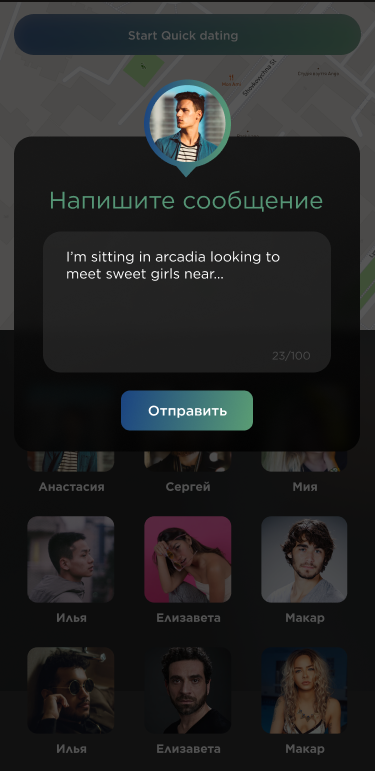 Start Quick dating
Shovkovychna St
Напишите сообщение
I'm sitting in arcadia looking to
meet sweet girls near...
23/100
Отправить
Анастасия Сергей Мия
Илья Елизавета Макар
Илья Елизавета Макар